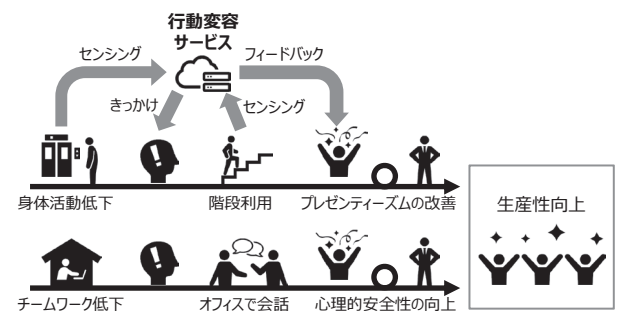 行動変容
サービス
センシング
フィードバック
きっかけ
センシング
身体活動低下
階段利用
プレゼンティーズムの改善
生産性向上
チームワーク低下
オフィスで会話
心理的安全性の向上